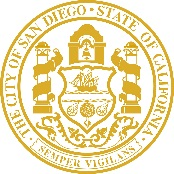 · THE CITY OF SAN DIEGO · STATE OF CALIFORNIA ·
SEMPER VIGILANS